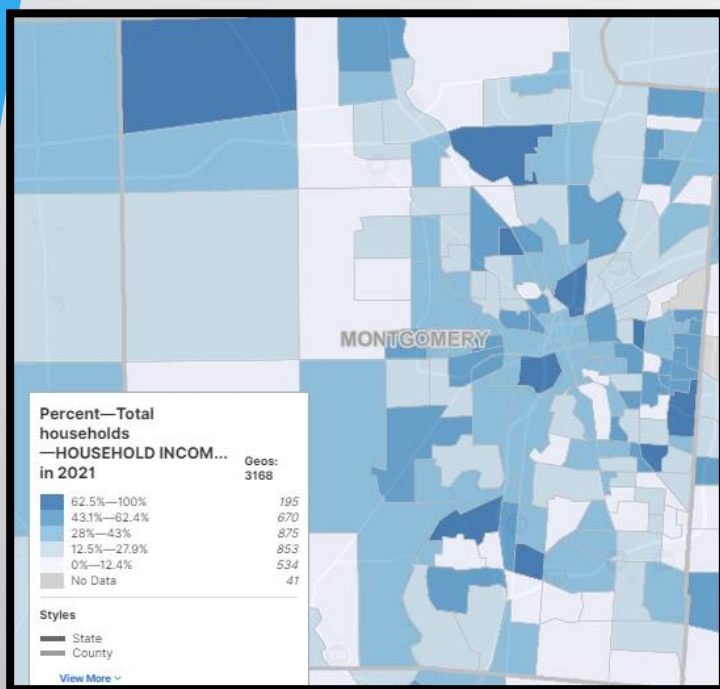 MONTGOMERY
Percent—Total
households
—HOUSEHOLD INCOM...
in 2021
Geos:
3168
62.5%—100% 195
43.1%—62.4% 670
28%—43% 875
12.5%—27.9% 853
0%—12.4% 534
No Data 41
Styles
State
County
View More